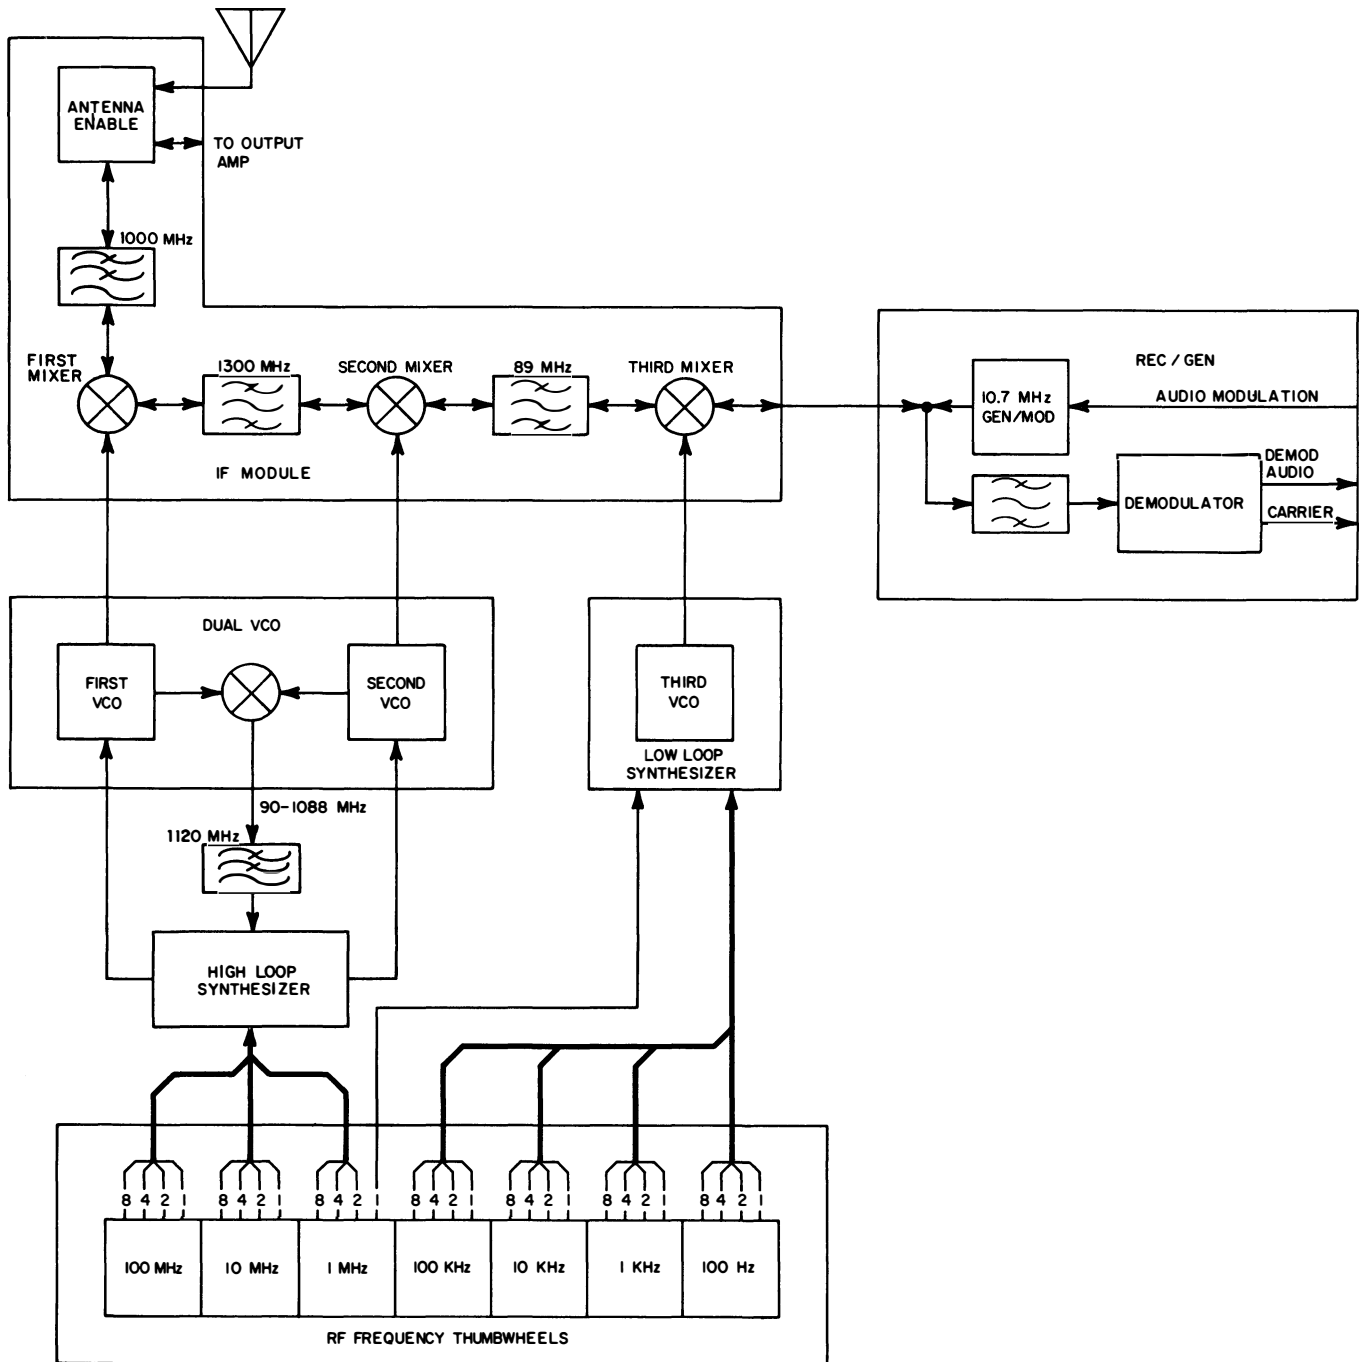 ANTENNA
ENABLE
TO OUTPUT
AMP
1000 MHz
FIRST
MIXER
1300 MHz
SECOND MIXER
89 MHz
THIRD MIXER
IF MODULE
REC / GEN
10.7 MHz
GEN/MOD
AUDIO MODULATION
DEMOD
AUDIO
DEMODULATOR
CARRIER
DUAL VCO
FIRST
VCO
SECOND
VCO
THIRD
VCO
LOW LOOP
SYNTHESIZER
90-1088 MHz
1120 MHz
HIGH LOOP
SYNTHESIZER
8 4 2 1 8 4 2 1 8 4 2 1 8 4 2 1 8 4 2 1 8 4 2 1 8 4 2 1
100 MHz 10 MHz 1 MHz 100 KHz 10 KHz 1 KHz 100 Hz
RF FREQUENCY THUMBWHEELS